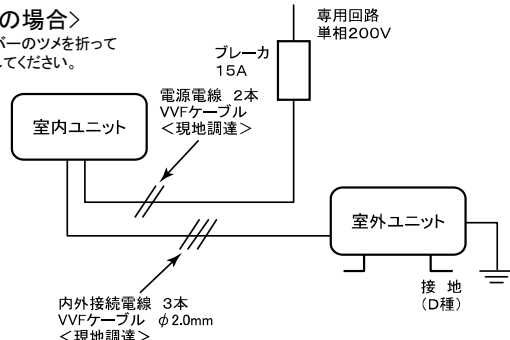 の場合>
バーのツメを折って
てください。
専用回路
単相200V
ブレーカ
15A
電源電線 2本
VVFケーブル
<現地調達>
室内ユニット
室外ユニット
接 地
(D種)
内外接続電線 3本
VVFケーブル φ2.0mm
<現地調達>